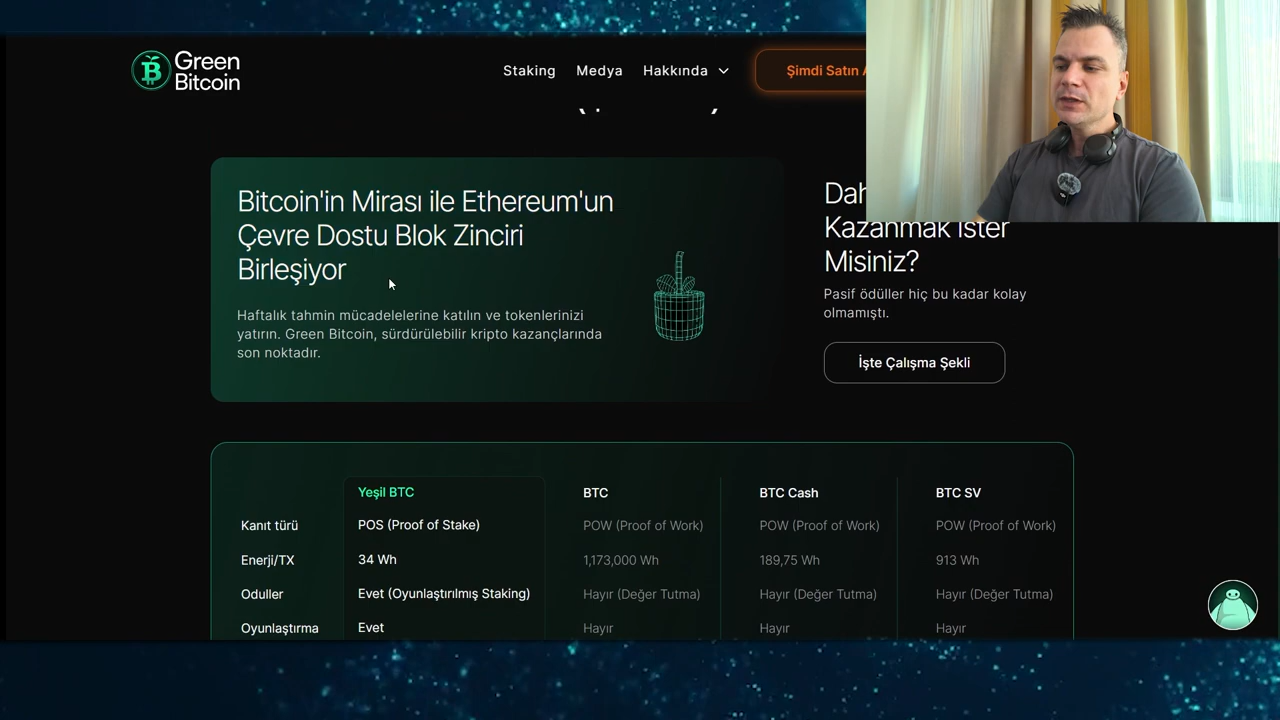 Green
Bitcoin
Staking
Medya
Hakkında
Şimdi Satın
Bitcoin'in Mirası ile Ethereum'un
Çevre Dostu Blok Zinciri
Birleşiyor
Haftalık tahmin mücadelelerine katılın ve tokenlerinizi
yatırın. Green Bitcoin, sürdürülebilir kripto kazançlarında
son noktadır.
Kazanmak İster
Misiniz?
Pasif ödüller hiç bu kadar kolay
olmamıştı.
İşte Çalışma Şekli
Yeşil BTC BTC BTC Cash BTC SV
Kanıt türü POS (Proof of Stake) POW (Proof of Work) POW (Proof of Work) POW (Proof of Work)
Enerji/TX 34 Wh 1,173,000 Wh 189,75 Wh 913 Wh
Oduller Evet (Oyunlaştırılmış Staking) Hayır (Değer Tutma) Hayır (Değer Tutma) Hayır (Değer Tutma)
Oyunlaştırma Evet Hayır Hayır Hayır